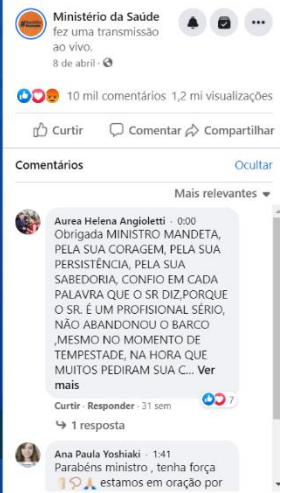 Ministério da Saúde
fez uma transmissão
ao vivo.
8 de abril ·
10 mil comentários 1,2 mi visualizações
Curtir Comentar Compartilhar
Comentários Ocultar
Mais relevantes
Aurea Helena Angioletti · 0:00
Obrigada MINISTRO MANDETA,
PELA SUA CORAGEM, PELA SUA
PERSISTÊNCIA, PELA SUA
SABEDORIA, CONFIO EM CADA
PALAVRA QUE O SR DIZ,PORQUE
O SR. É UM PROFISIONAL SÉRIO,
NÃO ABANDONOU O BARCO
,MESMO NO MOMENTO DE
TEMPESTADE, NA HORA QUE
MUITOS PEDIRAM SUA C... Ver
mais
Curtir · Responder · 31 sem 7
1 resposta
Ana Paula Yoshiaki · 1:41
Parabéns ministro , tenha força
estamos em oração por